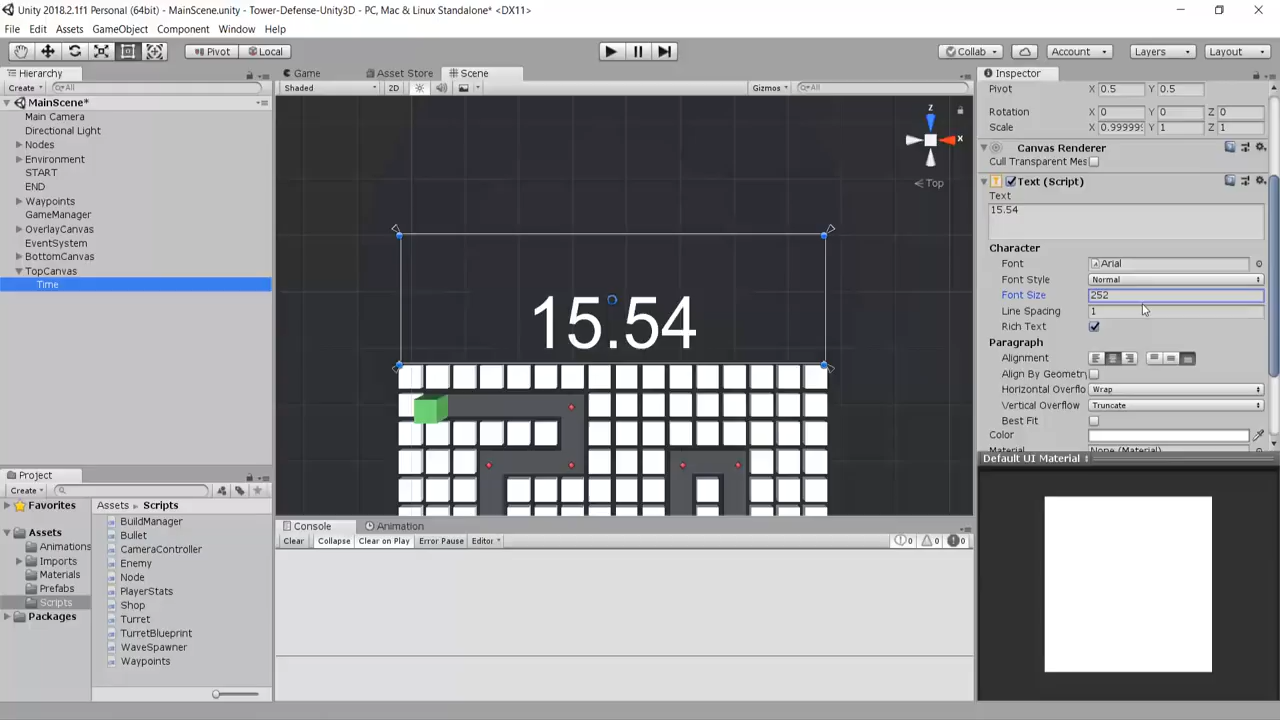 Unity 2018.2.1f1 Personal (64bit) - MainScene.unity - Tower-Defense-Unity3D - PC, Mac & Linux Standalone* <DX11>
File Edit Assets GameObject Component Window Help
Pivot Local Collab Account Layers Layout
Hierarchy
Create All
MainScene*
Main Camera
Directional Light
Nodes
Environment
START
END
Waypoints
GameManager
OverlayCanvas
EventSystem
BottomCanvas
TopCanvas
Time
Game Asset Store Scene
Shaded 2D Gizmos All
z
x
Top
15.54
Inspector
Pivot X 0.5 Y 0.5
Rotation X 0 Y 0 Z 0
Scale X 0.999999 Y 1 Z 1
Canvas Renderer
Cull Transparent Mes
Text (Script)
Text
15.54
Character
Font Arial
Font Style Normal
Font Size 252
Line Spacing 1
Rich Text
Paragraph
Alignment
Align By Geometry
Horizontal Overflo Wrap
Vertical Overflow Truncate
Best Fit
Color
Material None (Material)
Default UI Material
Project
Create
Favorites
Assets
Animations
Imports
Materials
Prefabs
Scripts
Packages
Assets Scripts
BuildManager
Bullet
CameraController
Enemy
Node
PlayerStats
Shop
Turret
TurretBlueprint
WaveSpawner
Waypoints
Console Animation
Clear Collapse Clear on Play Error Pause Editor 0 0 0